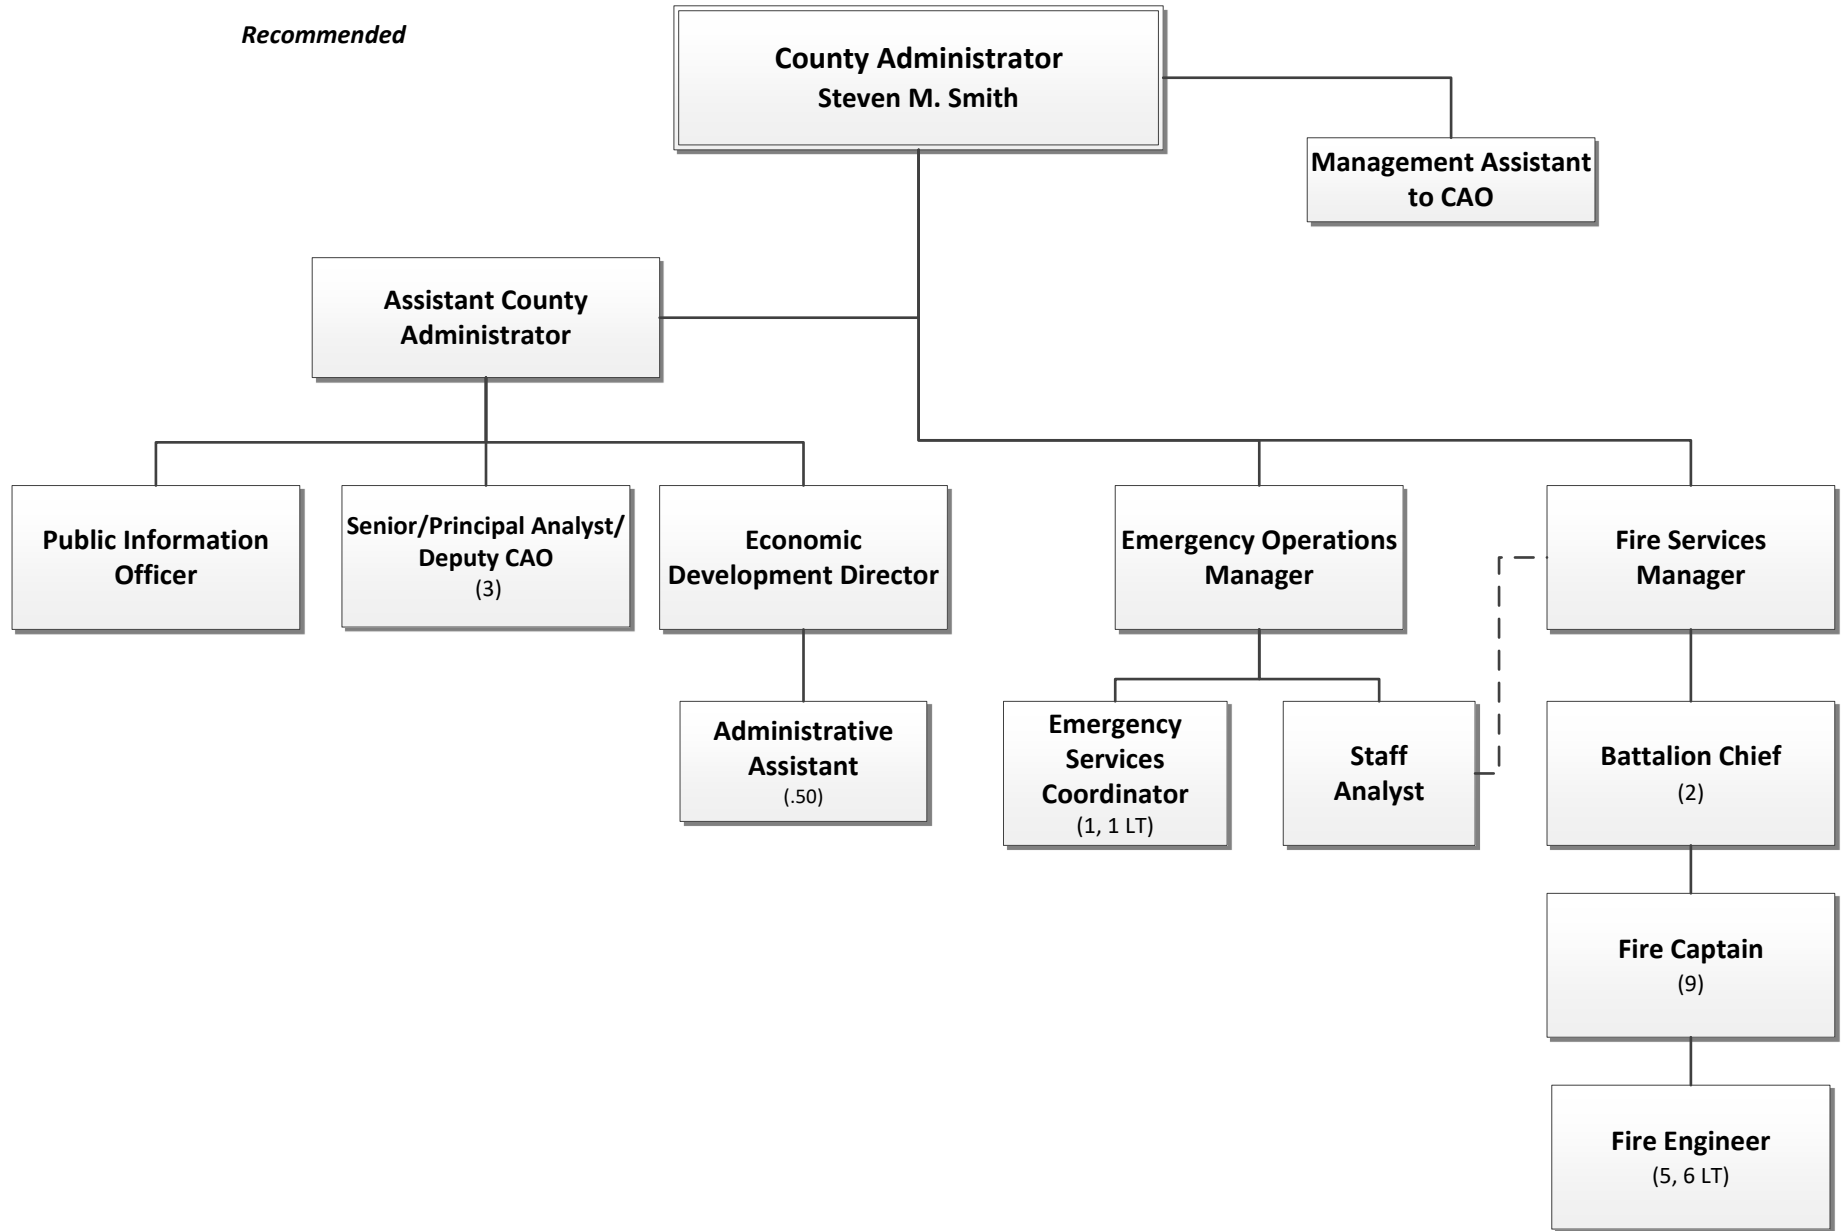 Recommended
County Administrator
Steven M. Smith
Management Assistant
to CAO
Assistant County
Administrator
Public Information
Officer
Senior/Principal Analyst/
Deputy CAO
(3)
Economic
Development Director
Emergency Operations
Manager
Fire Services
Manager
Administrative
Assistant
(.50)
Emergency
Services
Coordinator
(1, 1 LT)
Staff
Analyst
Battalion Chief
(2)
Fire Captain
(9)
Fire Engineer
(5, 6 LT)